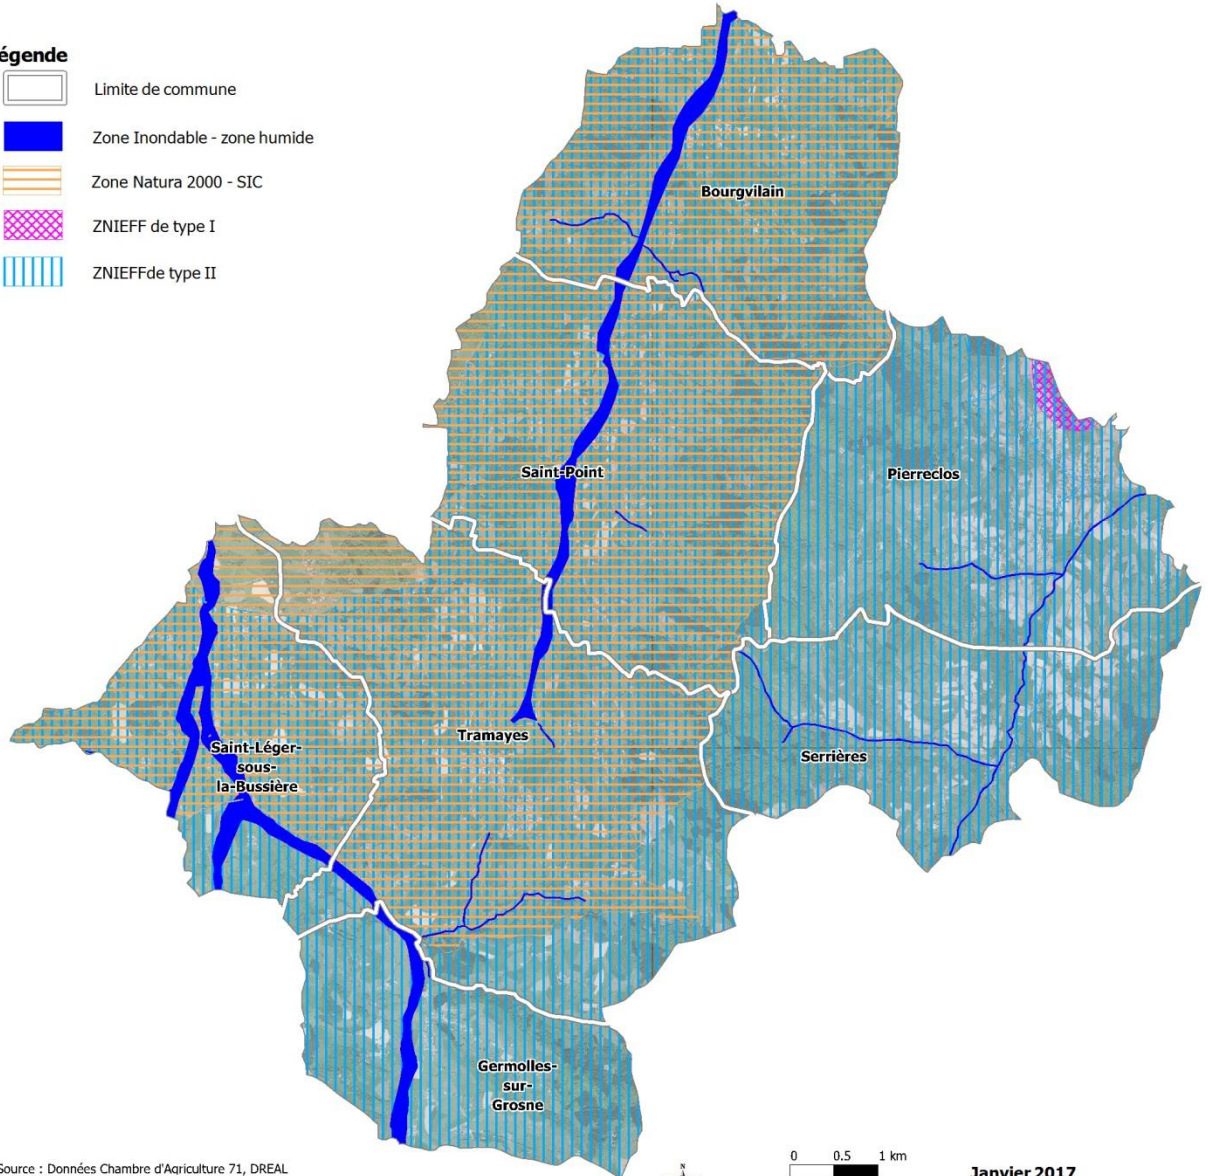 égende
Limite de commune
Zone Inondable - zone humide
Zone Natura 2000 - SIC
ZNIEFF de type I
ZNIEFFde type II
Bourgvilain
Saint-Point
Pierreclos
Tramayes
Saint-Léger-
sous-
la-Bussière
Serrières
Germolles-
sur-
Grosne
Source : Données Chambre d'Agriculture 71, DREAL
N
0 0.5 1 km
Janvier 2017